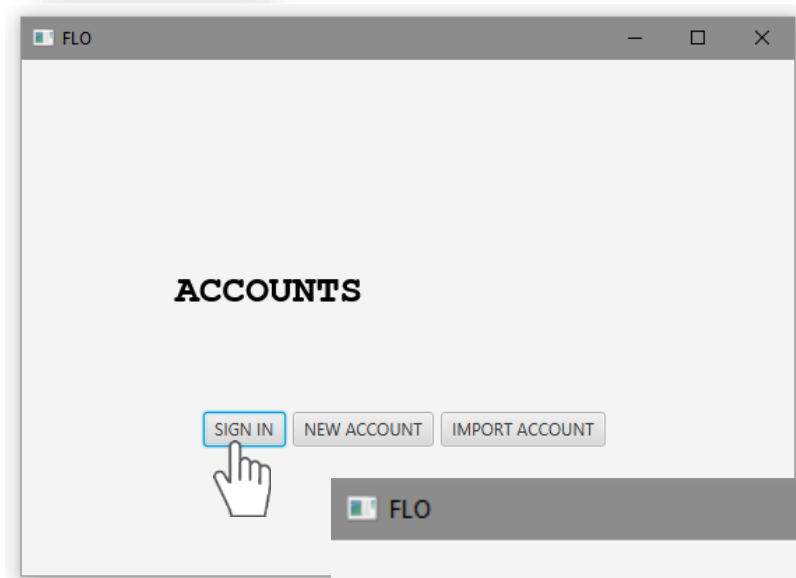 FLO
ACCOUNTS
SIGN IN NEW ACCOUNT IMPORT ACCOUNT
FLO